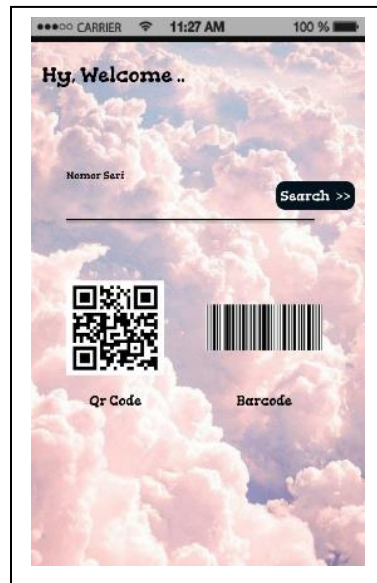 CARRIER 11:27 AM 100 %
Hy, Welcome ..
Nomor Seri
Search >>
Qr Code Barcode